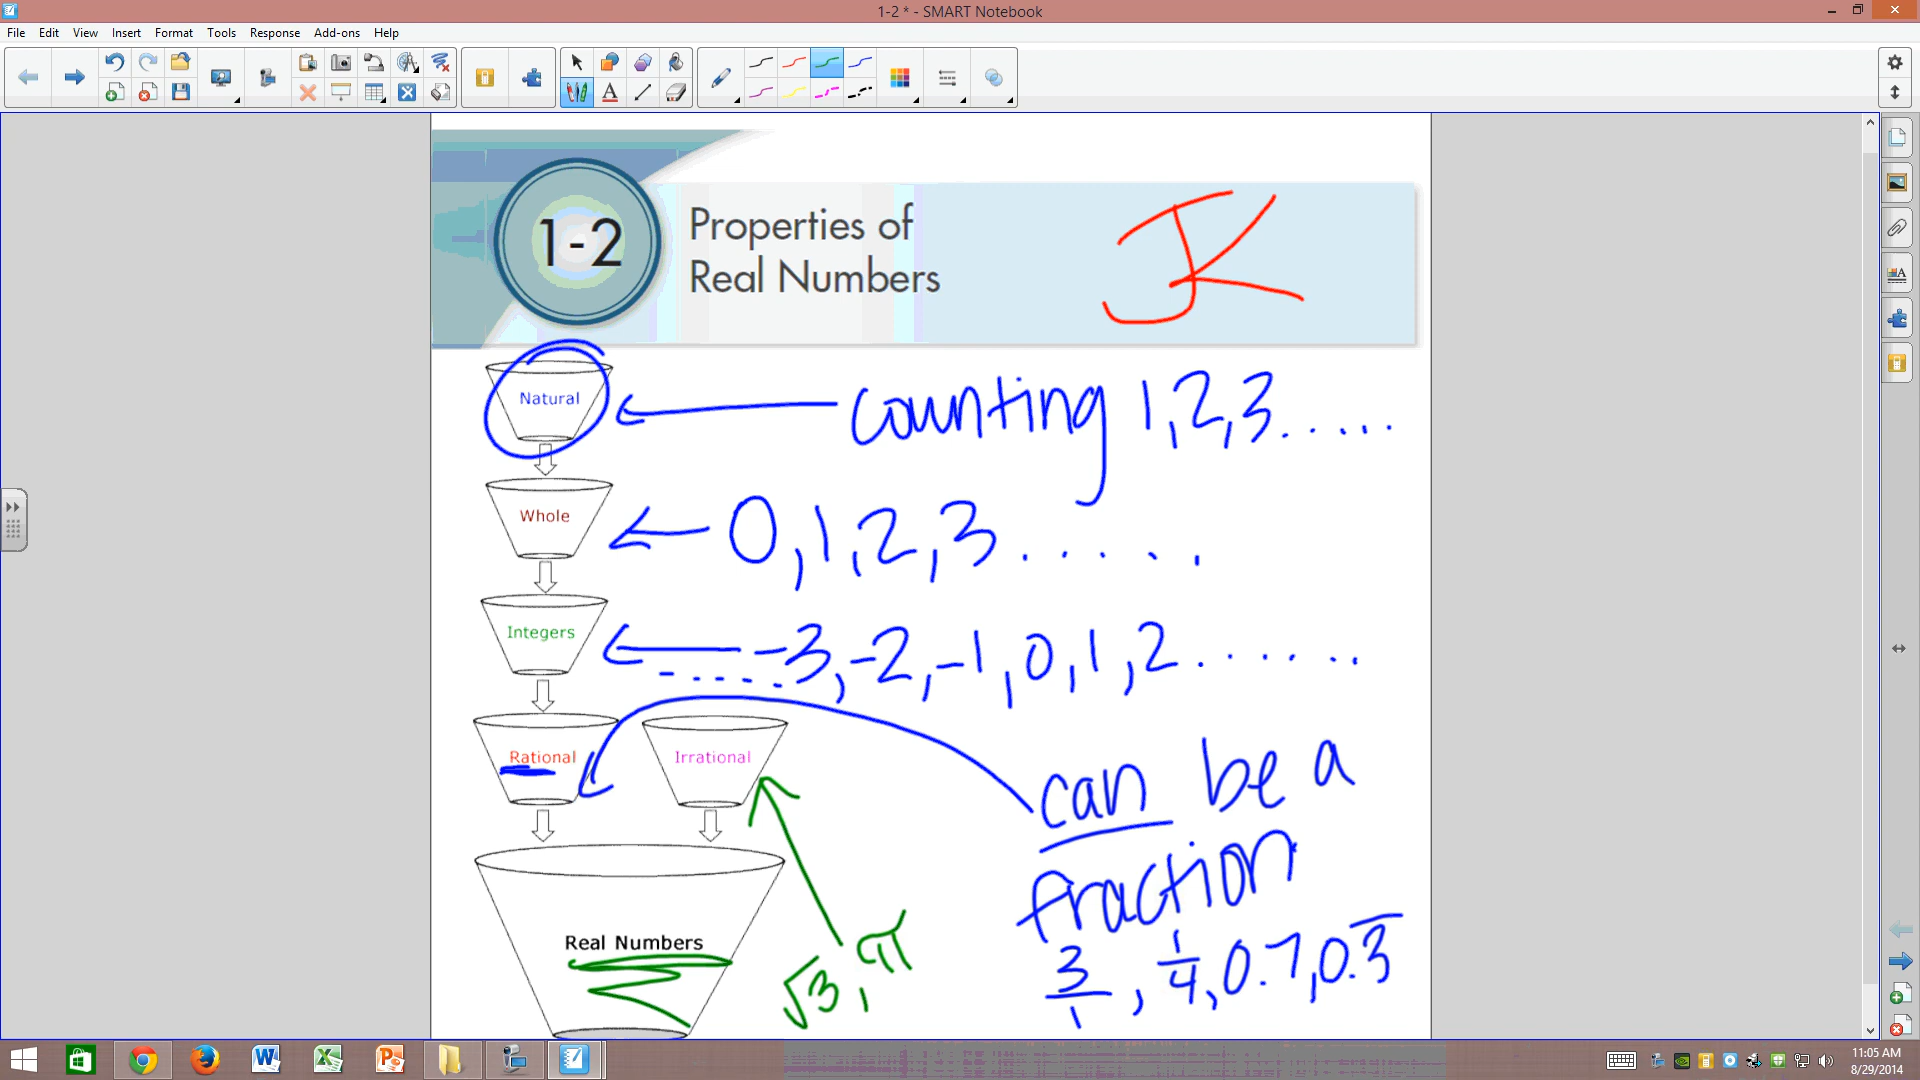 1-2 * - SMART Notebook
File Edit View Insert Format Tools Response Add-ons Help
1-2
Properties of
Real Numbers
JK
Natural
counting 1,2,3.....
Whole
0,1,2,3.....
Integers
.....-3,-2,-1,0,1,2......
Rational
Irrational
can be a
fraction
Real Numbers
√3, π
3/1, 1/4, 0.7, 0.3̅
11:05 AM
8/29/2014